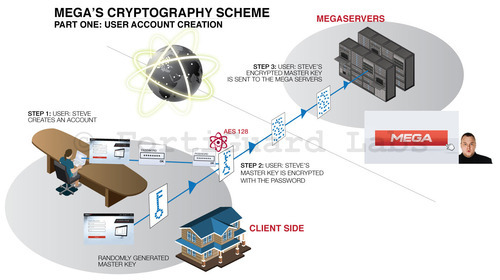 MEGA'S CRYPTOGRAPHY SCHEME
PART ONE: USER ACCOUNT CREATION
MEGASERVERS
STEP 3: USER: STEVE'S
ENCRYPTED MASTER KEY
IS SENT TO THE MEGA SERVERS
STEP 1: USER: STEVE
CREATES AN ACCOUNT
AES 128
© Fortiguard Labs
MEGA
STEP 2: USER: STEVE'S
MASTER KEY IS ENCRYPTED
WITH THE PASSWORD
CLIENT SIDE
RANDOMLY GENERATED
MASTER KEY